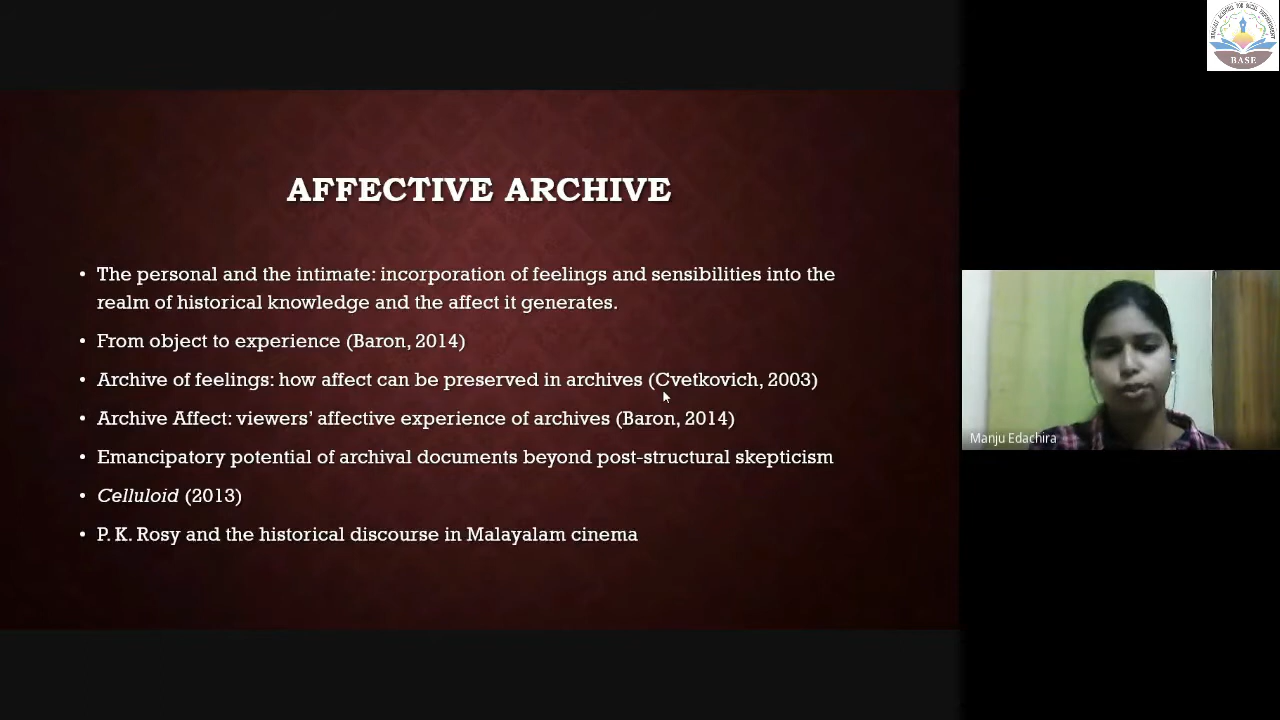 AFFECTIVE ARCHIVE
• The personal and the intimate: incorporation of feelings and sensibilities into the
realm of historical knowledge and the affect it generates.
• From object to experience (Baron, 2014)
• Archive of feelings: how affect can be preserved in archives (Cvetkovich, 2003)
• Archive Affect: viewers’ affective experience of archives (Baron, 2014)
• Emancipatory potential of archival documents beyond post-structural skepticism
• Celluloid (2013)
• P. K. Rosy and the historical discourse in Malayalam cinema
BASE
Manju Edachira